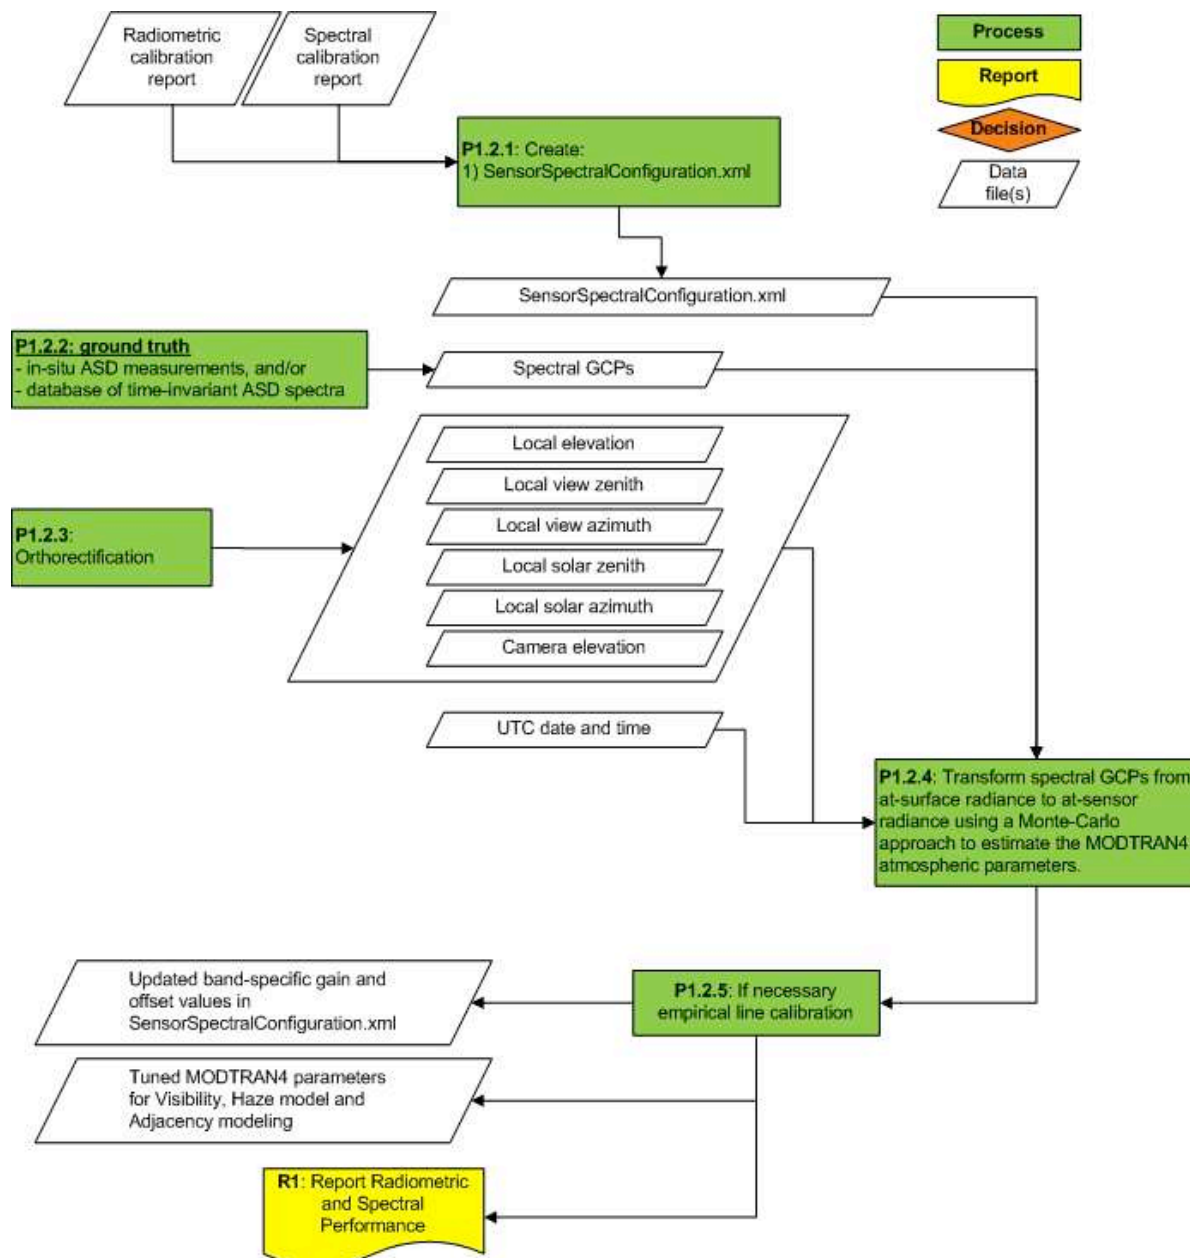 Radiometric
calibration
report
Spectral
calibration
report
Process
Report
Decision
Data
file(s)
P1.2.1: Create:
1) SensorSpectralConfiguration.xml
SensorSpectralConfiguration.xml
P1.2.2: ground truth
- in-situ ASD measurements, and/or
- database of time-invariant ASD spectra
Spectral GCPs
Local elevation
Local view zenith
Local view azimuth
Local solar zenith
Local solar azimuth
Camera elevation
P1.2.3:
Orthorectification
UTC date and time
P1.2.4: Transform spectral GCPs from
at-surface radiance to at-sensor
radiance using a Monte-Carlo
approach to estimate the MODTRAN4
atmospheric parameters.
Updated band-specific gain and
offset values in
SensorSpectralConfiguration.xml
P1.2.5: If necessary
empirical line calibration
Tuned MODTRAN4 parameters
for Visibility, Haze model and
Adjacency modeling
R1: Report Radiometric
and Spectral
Performance